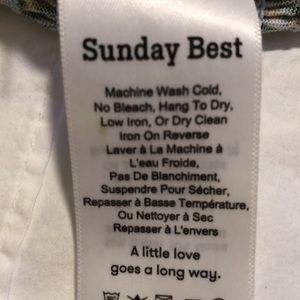 Sunday Best
Machine Wash Cold,
No Bleach, Hang To Dry,
Low Iron, Or Dry Clean
Iron On Reverse
Laver à La Machine à
L'eau Froide,
Pas De Blanchiment,
Suspendre Pour Sécher,
Repasser à Basse Température,
Ou Nettoyer à Sec
Repasser à L'envers
A little love
goes a long way.